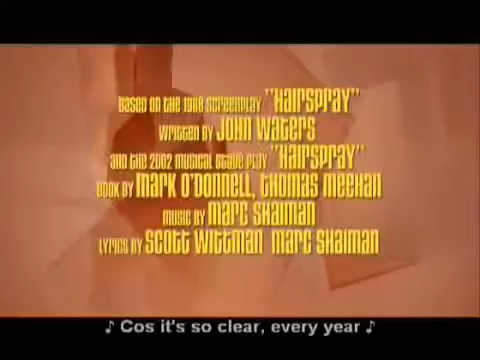 BASED ON THE 1988 SCREENPLAY "HAIRSPRAY"
WRITTEN BY JOHN WATERS
AND THE 2002 MUSICAL STAGE PLAY "HAIRSPRAY"
BOOK BY MARK O'DONNELL, THOMAS MEEHAN
MUSIC BY MARC SHAIMAN
LYRICS BY SCOTT WITTMAN MARC SHAIMAN
♪ Cos it's so clear, every year ♪